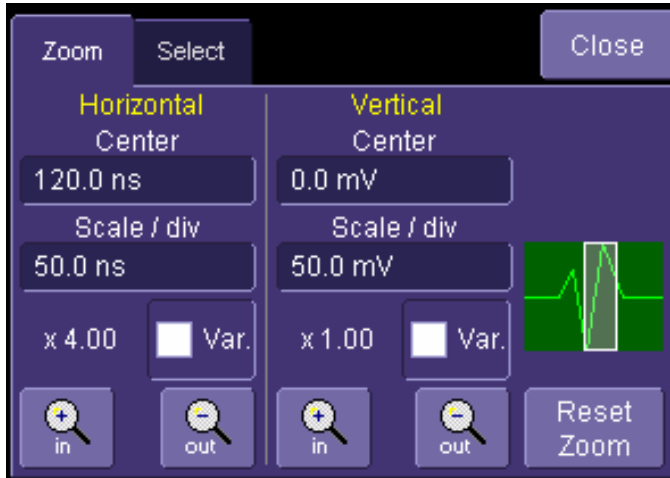 Zoom
Select
Close
Horizontal
Center
120.0 ns
Scale / div
50.0 ns
x 4.00
Var.
in
out
Vertical
Center
0.0 mV
Scale / div
50.0 mV
x 1.00
Var.
in
out
Reset
Zoom